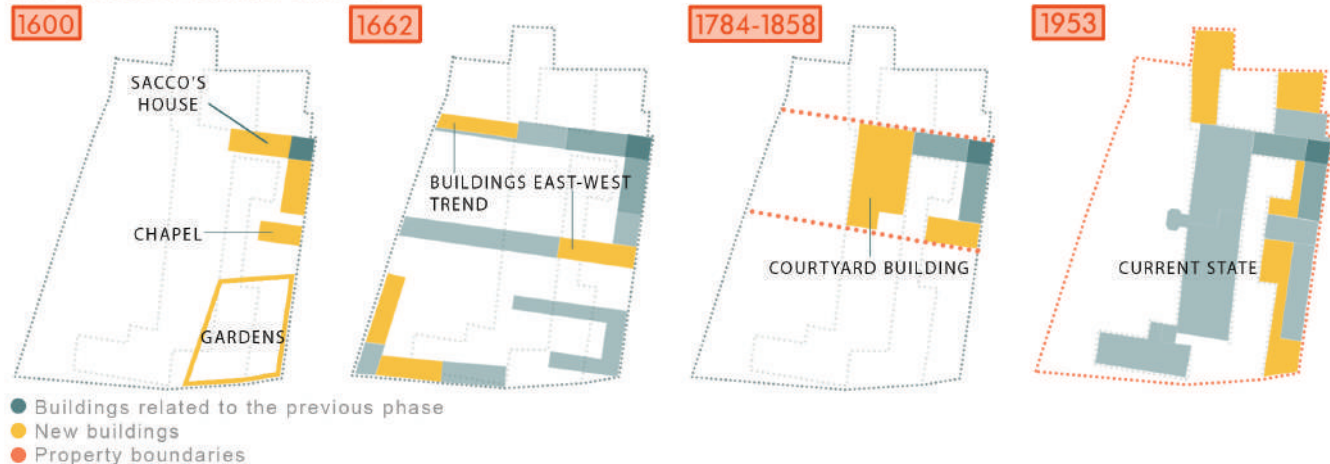 1600
1662
1784-1858
1953
SACCO'S
HOUSE
CHAPEL
GARDENS
BUILDINGS EAST-WEST
TREND
COURTYARD BUILDING
CURRENT STATE
Buildings related to the previous phase
New buildings
Property boundaries